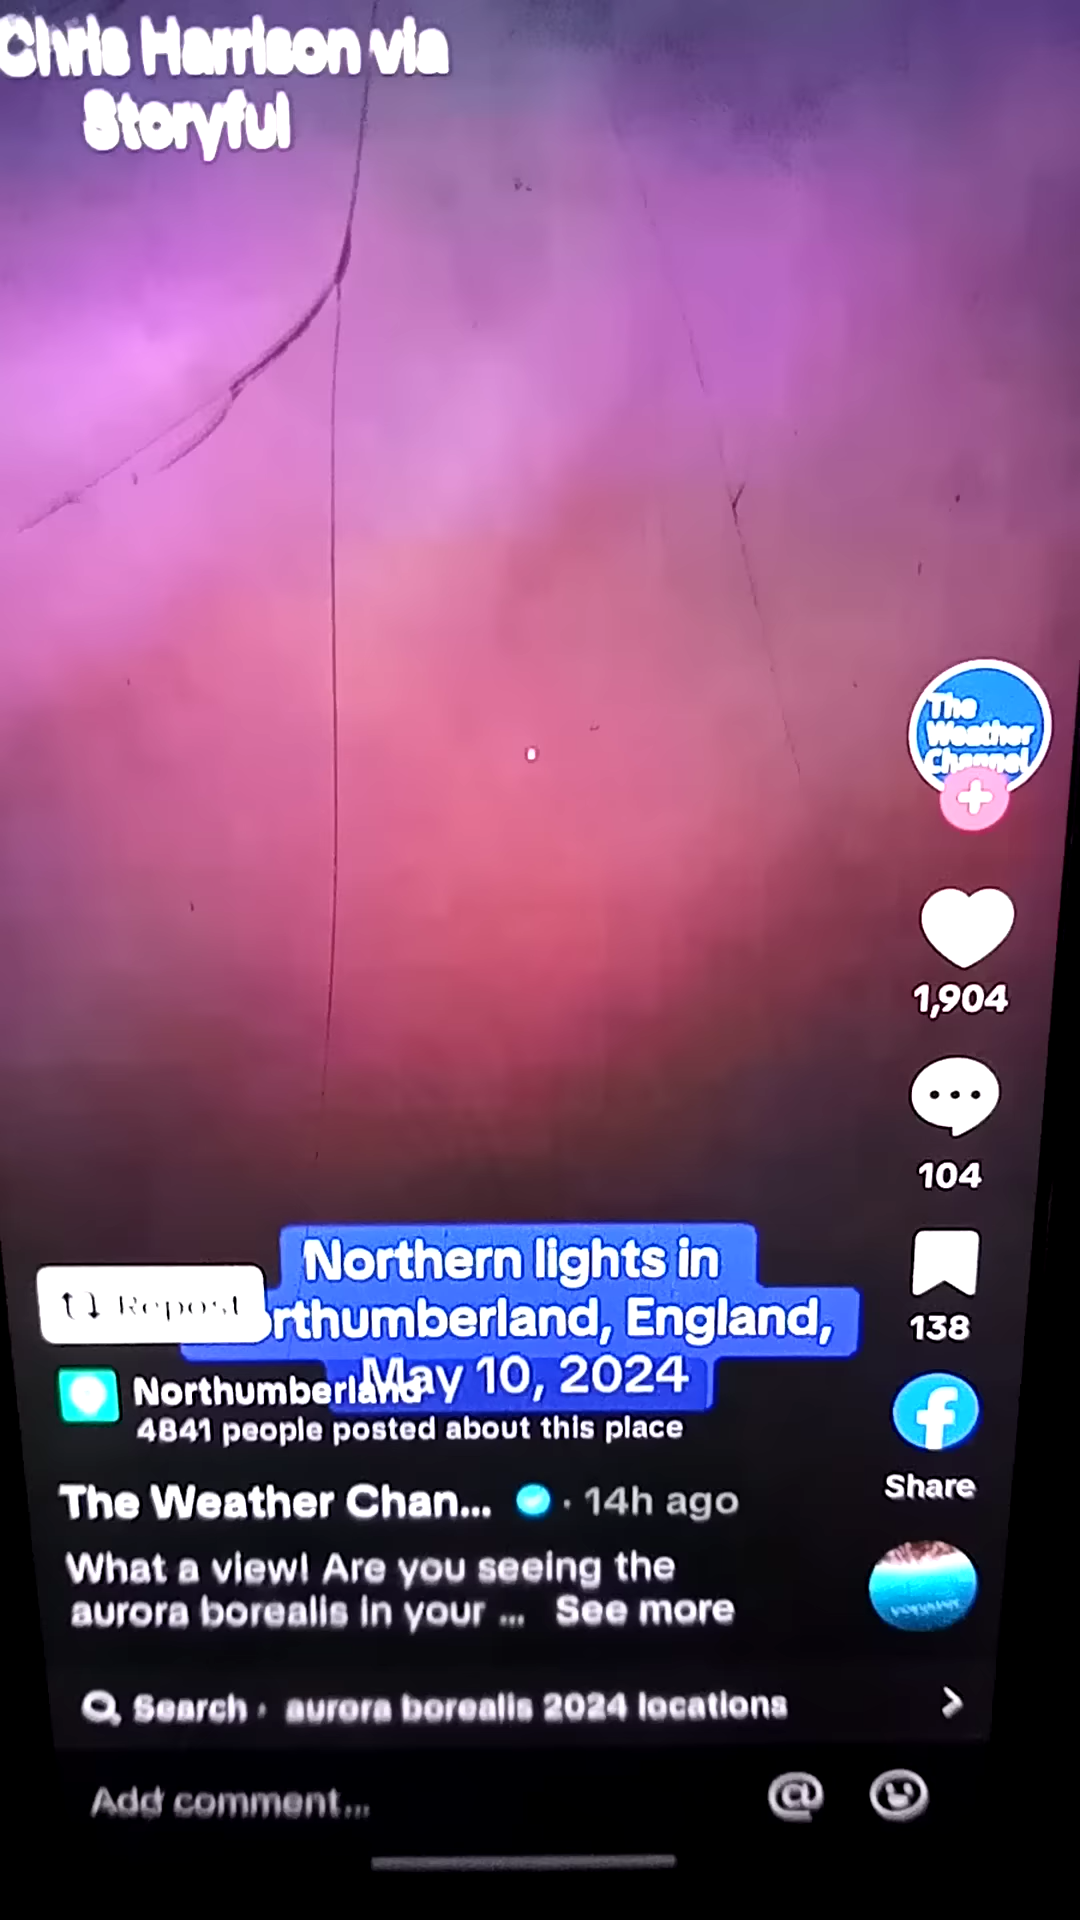 Chris Harrison via
Storyful
The
Weather
Channel
1,904
104
Northern lights in
rthumberland, England,
May 10, 2024
Repost
138
Northumberland
4841 people posted about this place
Share
The Weather Chan... · 14h ago
What a view! Are you seeing the
aurora borealis in your ... See more
Search · aurora borealis 2024 locations
Add comment...